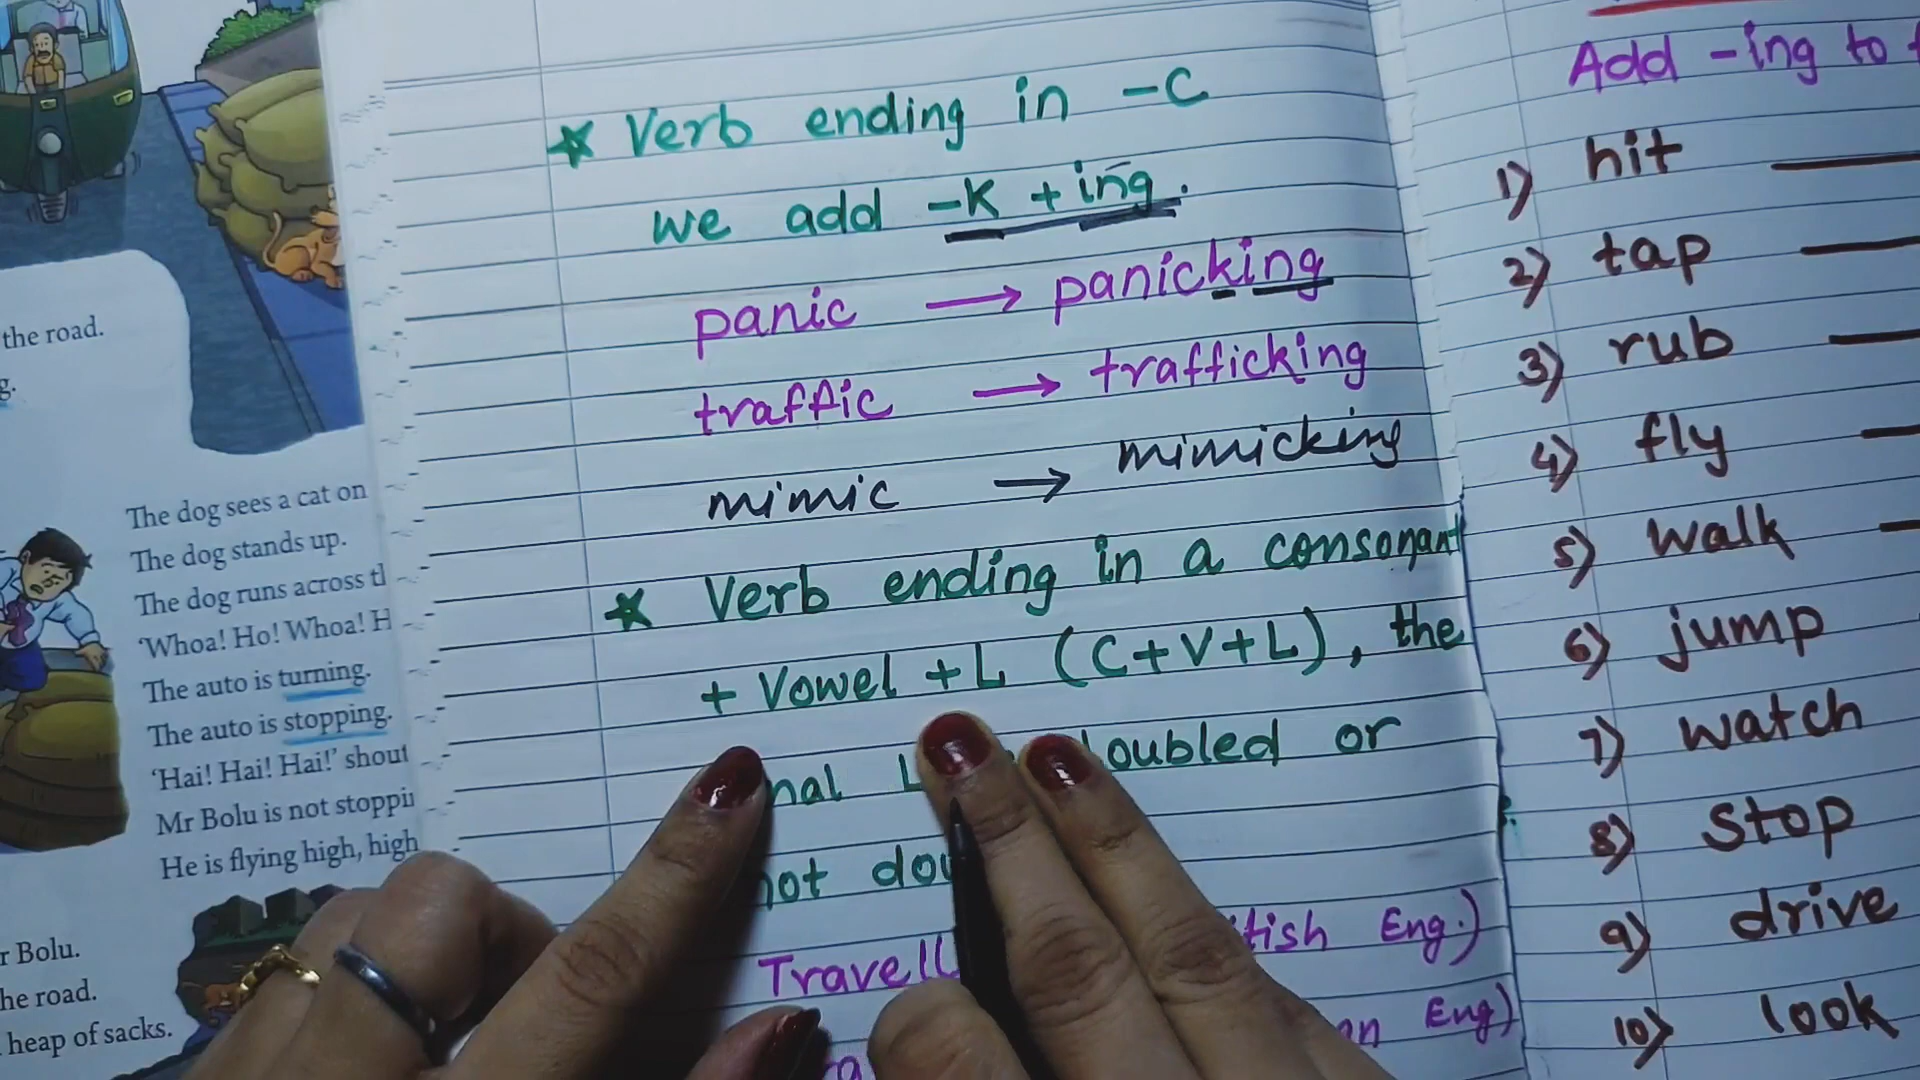 the road.
g.
The dog sees a cat on
The dog stands up.
The dog runs across
'Whoa! Ho! Whoa! H
The auto is turning.
The auto is stopping.
'Hai! Hai! Hai!' shout
Mr Bolu is not stoppi
He is flying high, high
r Bolu.
he road.
heap of sacks.
★ Verb ending in -C
we add -K + ing.
panic → panicking
traffic → trafficking
mimic → mimicking
★ Verb ending in a consonant
+ Vowel + L (C+V+L), the
nal L oubled or
not dou
Travell tish Eng.)
an Eng)
Add -ing to
1) hit
2) tap
3) rub
4) fly
5) walk
6) jump
7) watch
8) stop
9) drive
10) look